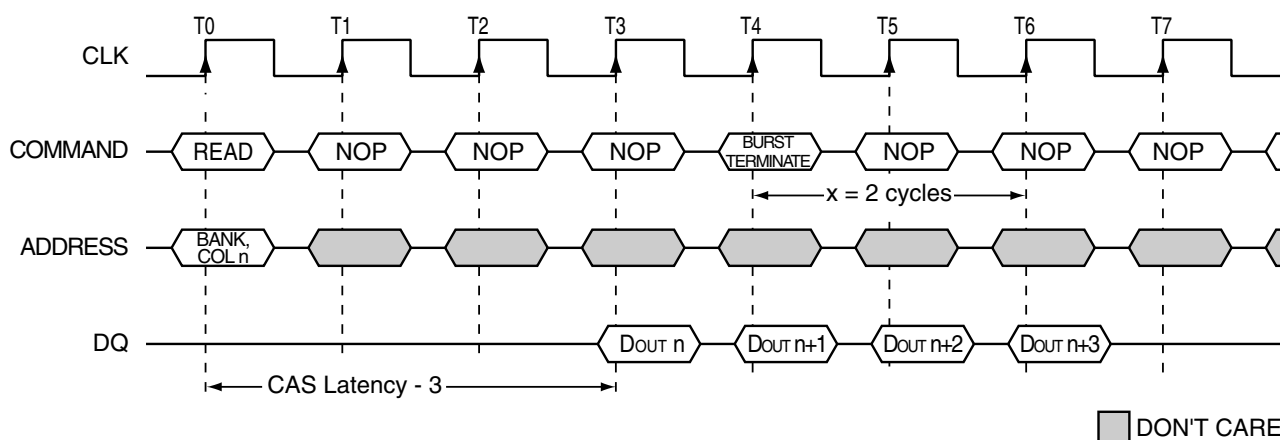 T0 T1 T2 T3 T4 T5 T6 T7
CLK
COMMAND READ NOP NOP NOP BURST TERMINATE NOP NOP NOP
x = 2 cycles
ADDRESS BANK, COL n
DQ DOUT n DOUT n+1 DOUT n+2 DOUT n+3
CAS Latency - 3
DON'T CARE